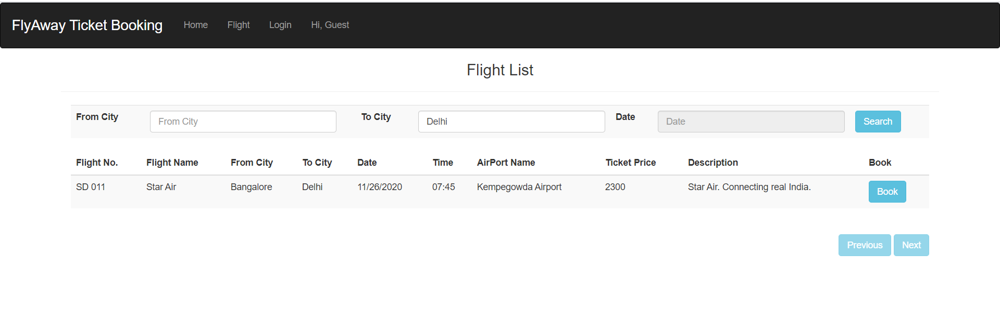 FlyAway Ticket Booking Home Flight Login Hi, Guest
Flight List
From City From City To City Delhi Date Date Search
Flight No. Flight Name From City To City Date Time AirPort Name Ticket Price Description Book
SD 011 Star Air Bangalore Delhi 11/26/2020 07:45 Kempegowda Airport 2300 Star Air. Connecting real India. Book
Previous Next